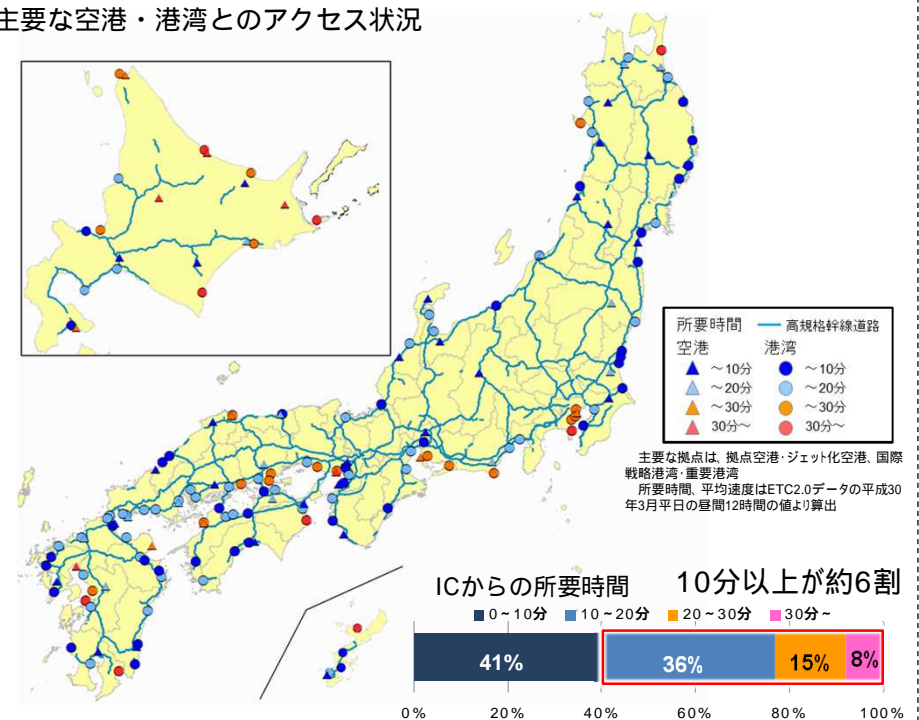 主要な空港・港湾とのアクセス状況
所要時間 高規格幹線道路
空港 港湾
～10分 ～10分
～20分 ～20分
～30分 ～30分
30分～ 30分～
主要な拠点は、拠点空港・ジェット化空港、国際
戦略港湾・重要港湾
所要時間、平均速度はETC2.0データの平成30
年3月平日の昼間12時間の値より算出
ICからの所要時間 10分以上が約6割
0～10分 10～20分 20～30分 30分～
41% 36% 15% 8%
0% 20% 40% 60% 80% 100%